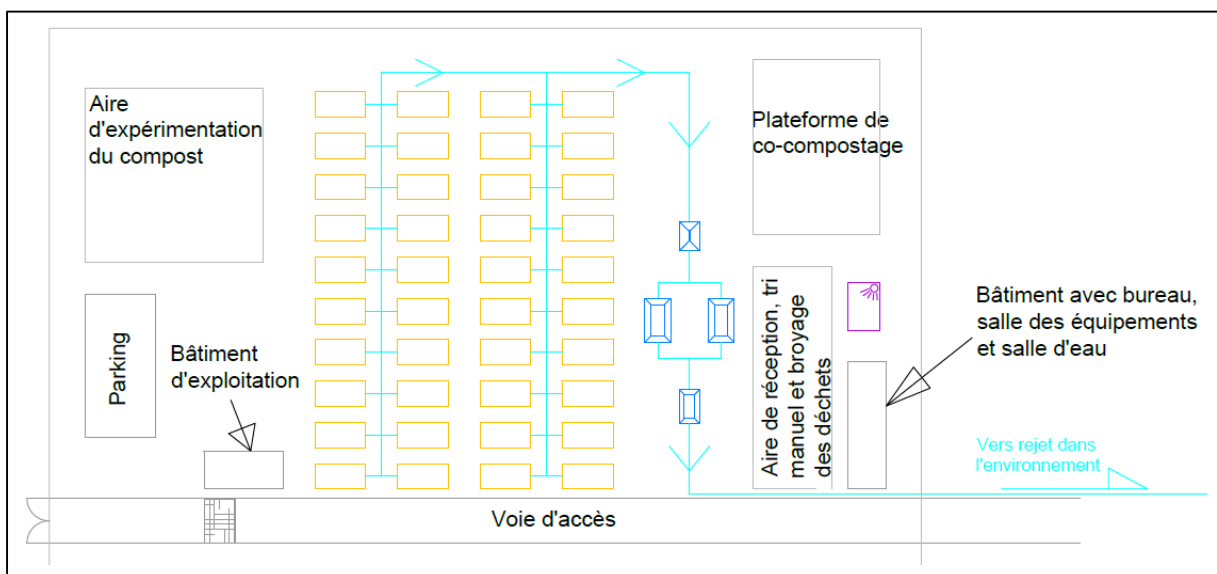 Aire
d'expérimentation
du compost
Plateforme de
co-compostage
Parking
Bâtiment
d'exploitation
Aire de réception, tri
manuel et broyage
des déchets
Bâtiment avec bureau,
salle des équipements
et salle d'eau
Vers rejet dans
l'environnement
Voie d'accès